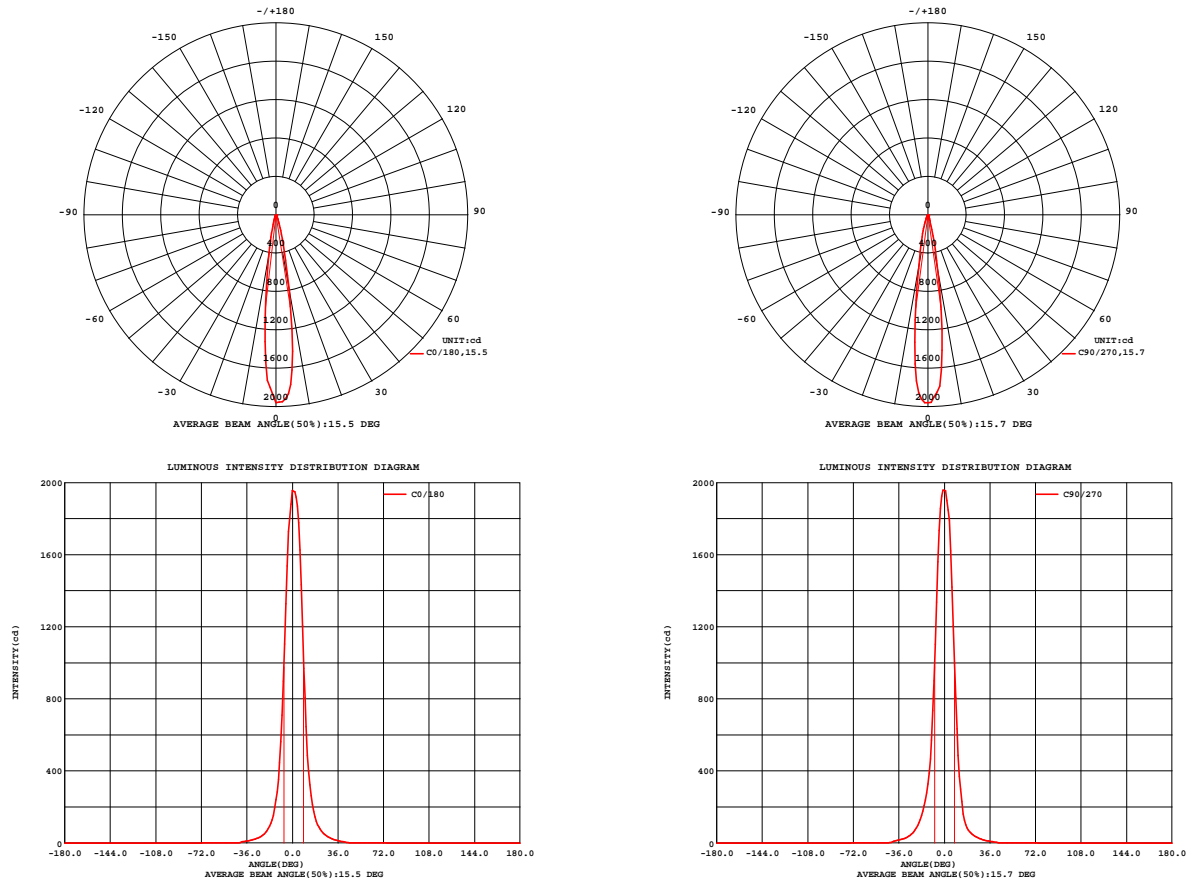 -/+180
-150 150
-120 120
-90 90
0
400
800
-60 60
1200
UNIT:cd
1600
C0/180,15.5
-30 30
2000
0
AVERAGE BEAM ANGLE(50%):15.5 DEG
-/+180
-150 150
-120 120
-90 90
0
400
800
-60 60
1200
UNIT:cd
1600
C90/270,15.7
-30 30
2000
0
AVERAGE BEAM ANGLE(50%):15.7 DEG
LUMINOUS INTENSITY DISTRIBUTION DIAGRAM
C0/180
INTENSITY(cd)
2000
1600
1200
800
400
0
-180.0 -144.0 -108.0 -72.0 -36.0 0.0 36.0 72.0 108.0 144.0 180.0
ANGLE(DEG)
AVERAGE BEAM ANGLE(50%):15.5 DEG
LUMINOUS INTENSITY DISTRIBUTION DIAGRAM
C90/270
INTENSITY(cd)
2000
1600
1200
800
400
0
-180.0 -144.0 -108.0 -72.0 -36.0 0.0 36.0 72.0 108.0 144.0 180.0
ANGLE(DEG)
AVERAGE BEAM ANGLE(50%):15.7 DEG